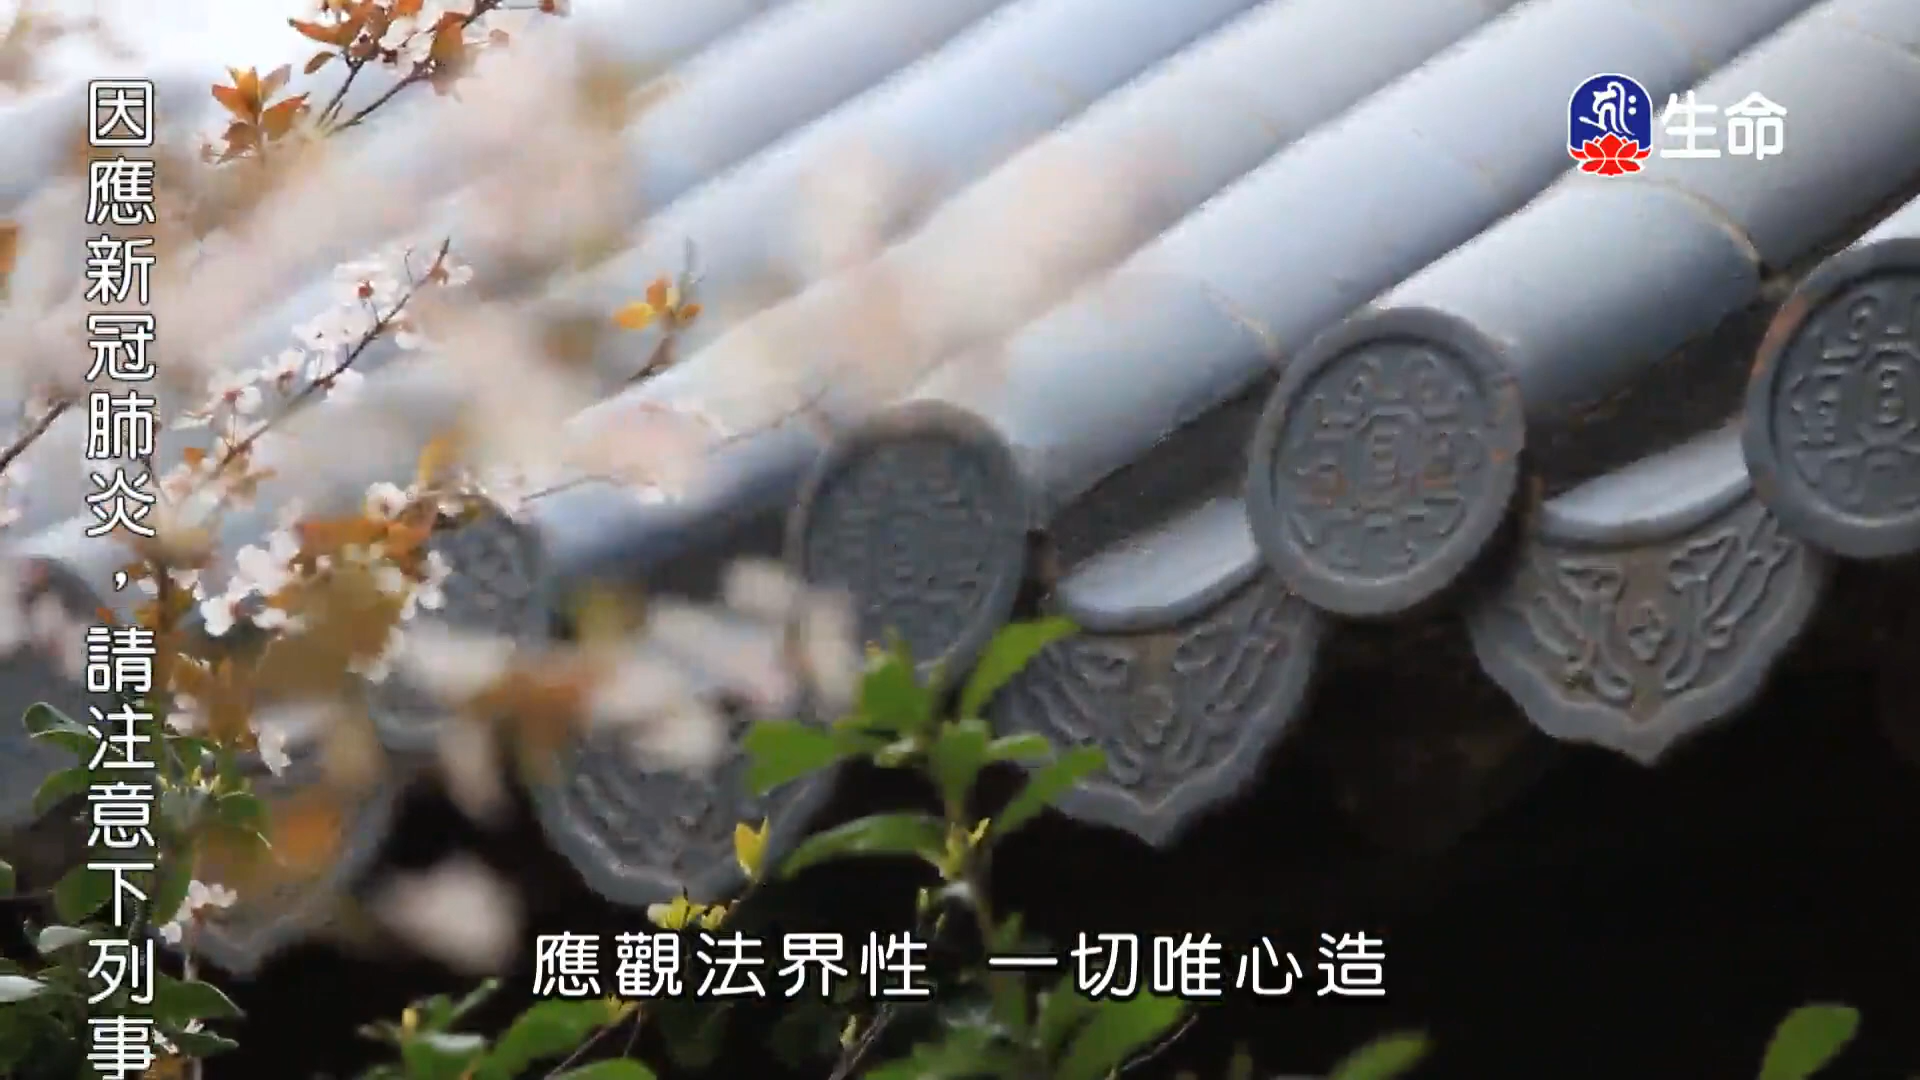 因應新冠肺炎，請注意下列事
生命
應觀法界性 一切唯心造